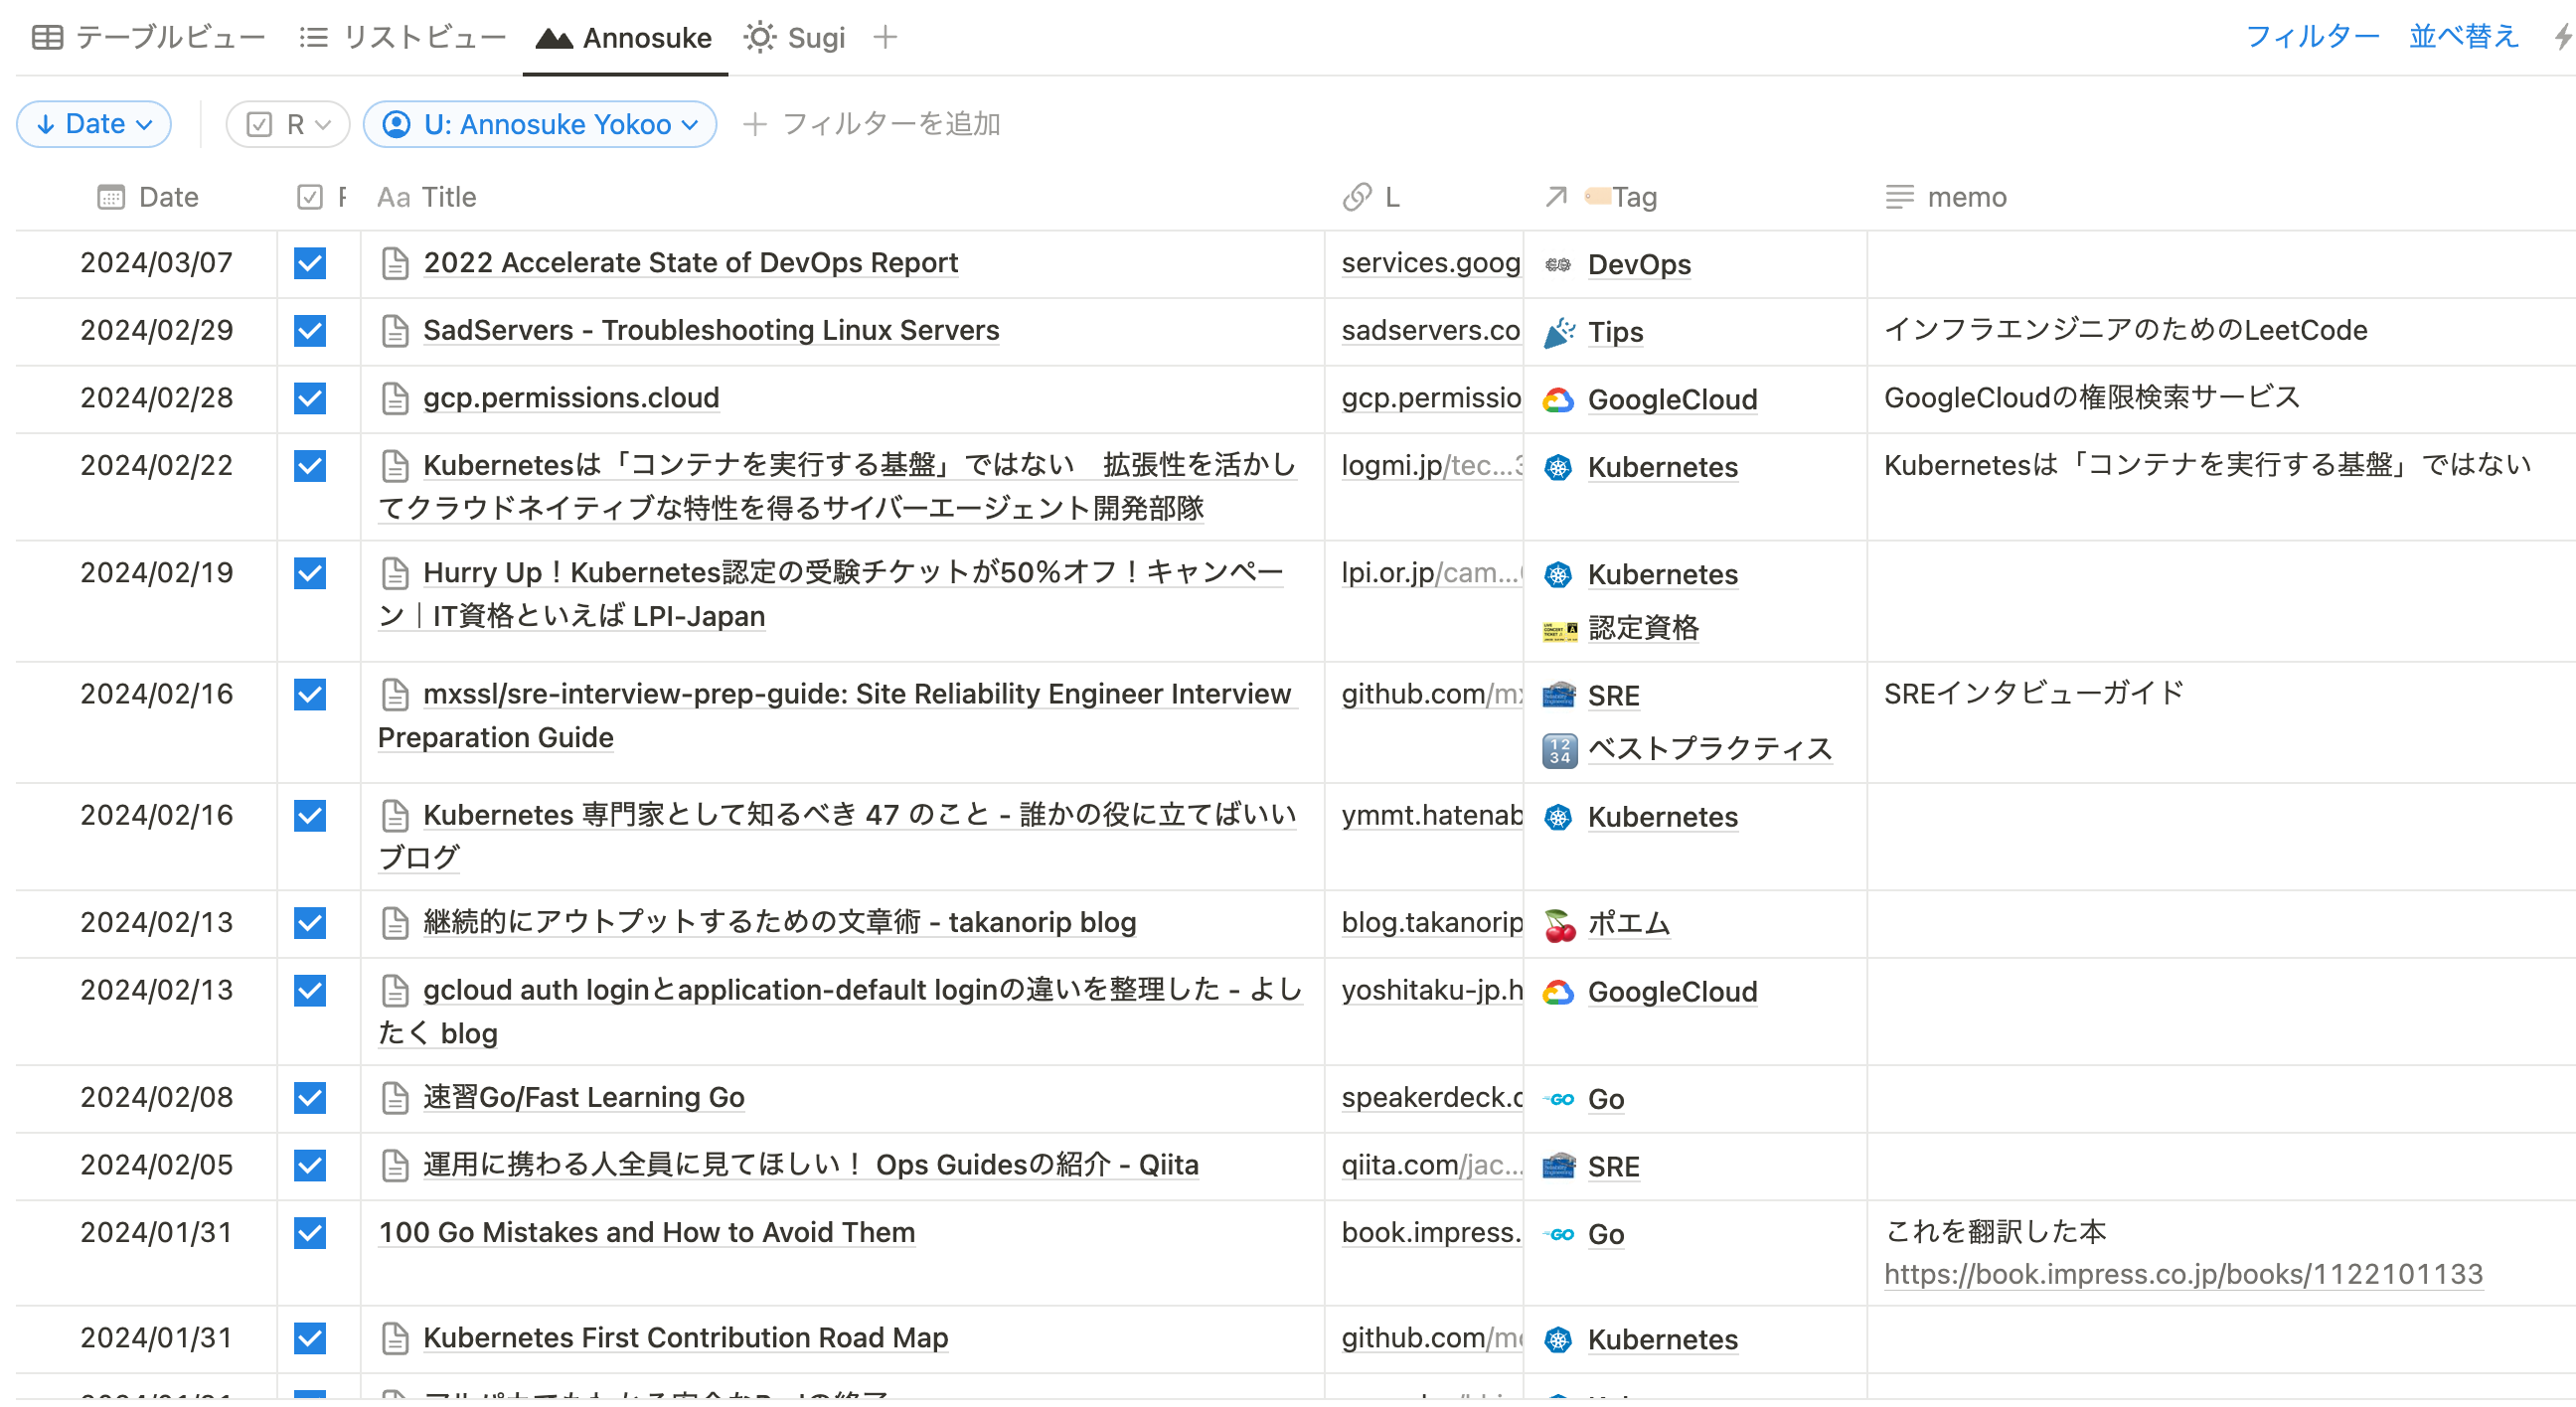 テーブルビュー リストビュー Annosuke Sugi フィルター 並べ替え
Date R U: Annosuke Yokoo フィルターを追加
Date Aa Title L Tag memo
2024/03/07 2022 Accelerate State of DevOps Report services.goog DevOps
2024/02/29 SadServers - Troubleshooting Linux Servers sadservers.co Tips インフラエンジニアのためのLeetCode
2024/02/28 gcp.permissions.cloud gcp.permissio GoogleCloud GoogleCloudの権限検索サービス
2024/02/22 Kubernetesは「コンテナを実行する基盤」ではない　拡張性を活かし logmi.jp/tec...3 Kubernetes Kubernetesは「コンテナを実行する基盤」ではない
てクラウドネイティブな特性を得るサイバーエージェント開発部隊
2024/02/19 Hurry Up！Kubernetes認定の受験チケットが50％オフ！キャンペー lpi.or.jp/cam... Kubernetes
ン｜IT資格といえば LPI-Japan 認定資格
2024/02/16 mxssl/sre-interview-prep-guide: Site Reliability Engineer Interview github.com/mx SRE SREインタビューガイド
Preparation Guide ベストプラクティス
2024/02/16 Kubernetes 専門家として知るべき 47 のこと - 誰かの役に立てばいい ymmt.hatenab Kubernetes
ブログ
2024/02/13 継続的にアウトプットするための文章術 - takanorip blog blog.takanorip ポエム
2024/02/13 gcloud auth loginとapplication-default loginの違いを整理した - よし yoshitaku-jp.h GoogleCloud
たく blog
2024/02/08 速習Go/Fast Learning Go speakerdeck.c Go
2024/02/05 運用に携わる人全員に見てほしい！ Ops Guidesの紹介 - Qiita qiita.com/jac... SRE
2024/01/31 100 Go Mistakes and How to Avoid Them book.impress. Go これを翻訳した本
https://book.impress.co.jp/books/1122101133
2024/01/31 Kubernetes First Contribution Road Map github.com/mo Kubernetes